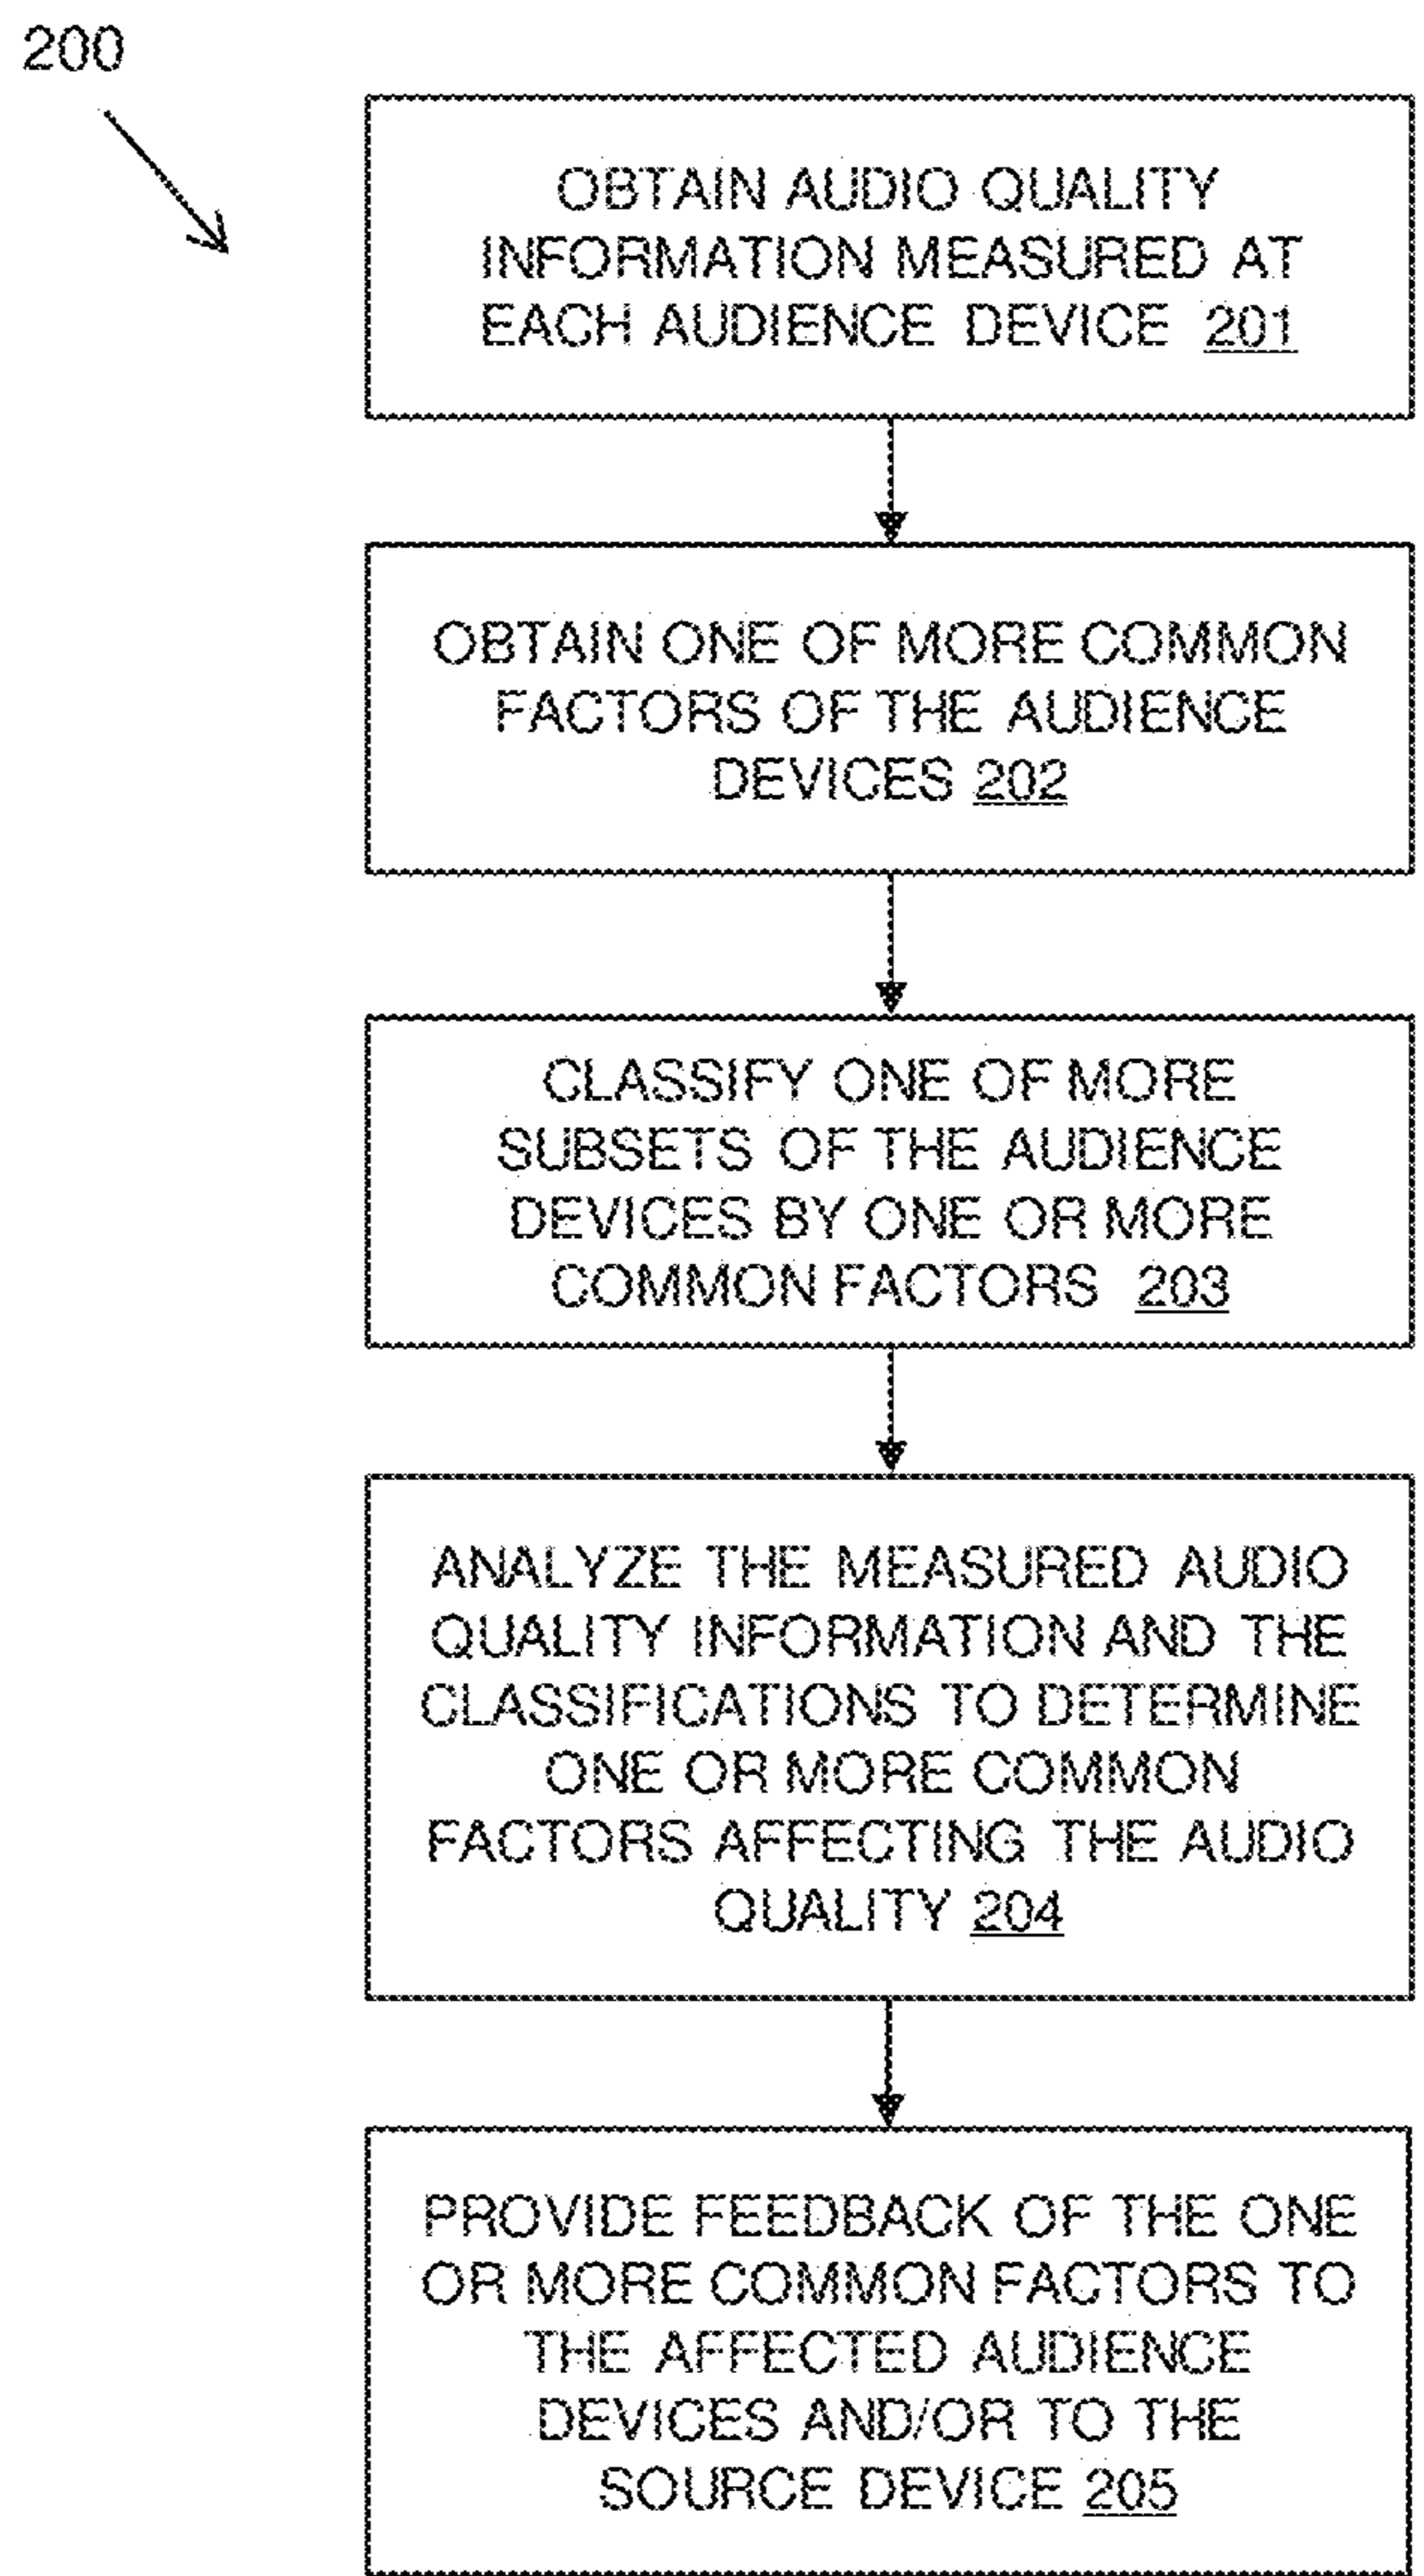 200
OBTAIN AUDIO QUALITY
INFORMATION MEASURED AT
EACH AUDIENCE DEVICE 201
OBTAIN ONE OF MORE COMMON
FACTORS OF THE AUDIENCE
DEVICES 202
CLASSIFY ONE OF MORE
SUBSETS OF THE AUDIENCE
DEVICES BY ONE OR MORE
COMMON FACTORS 203
ANALYZE THE MEASURED AUDIO
QUALITY INFORMATION AND THE
CLASSIFICATIONS TO DETERMINE
ONE OR MORE COMMON
FACTORS AFFECTING THE AUDIO
QUALITY 204
PROVIDE FEEDBACK OF THE ONE
OR MORE COMMON FACTORS TO
THE AFFECTED AUDIENCE
DEVICES AND/OR TO THE
SOURCE DEVICE 205